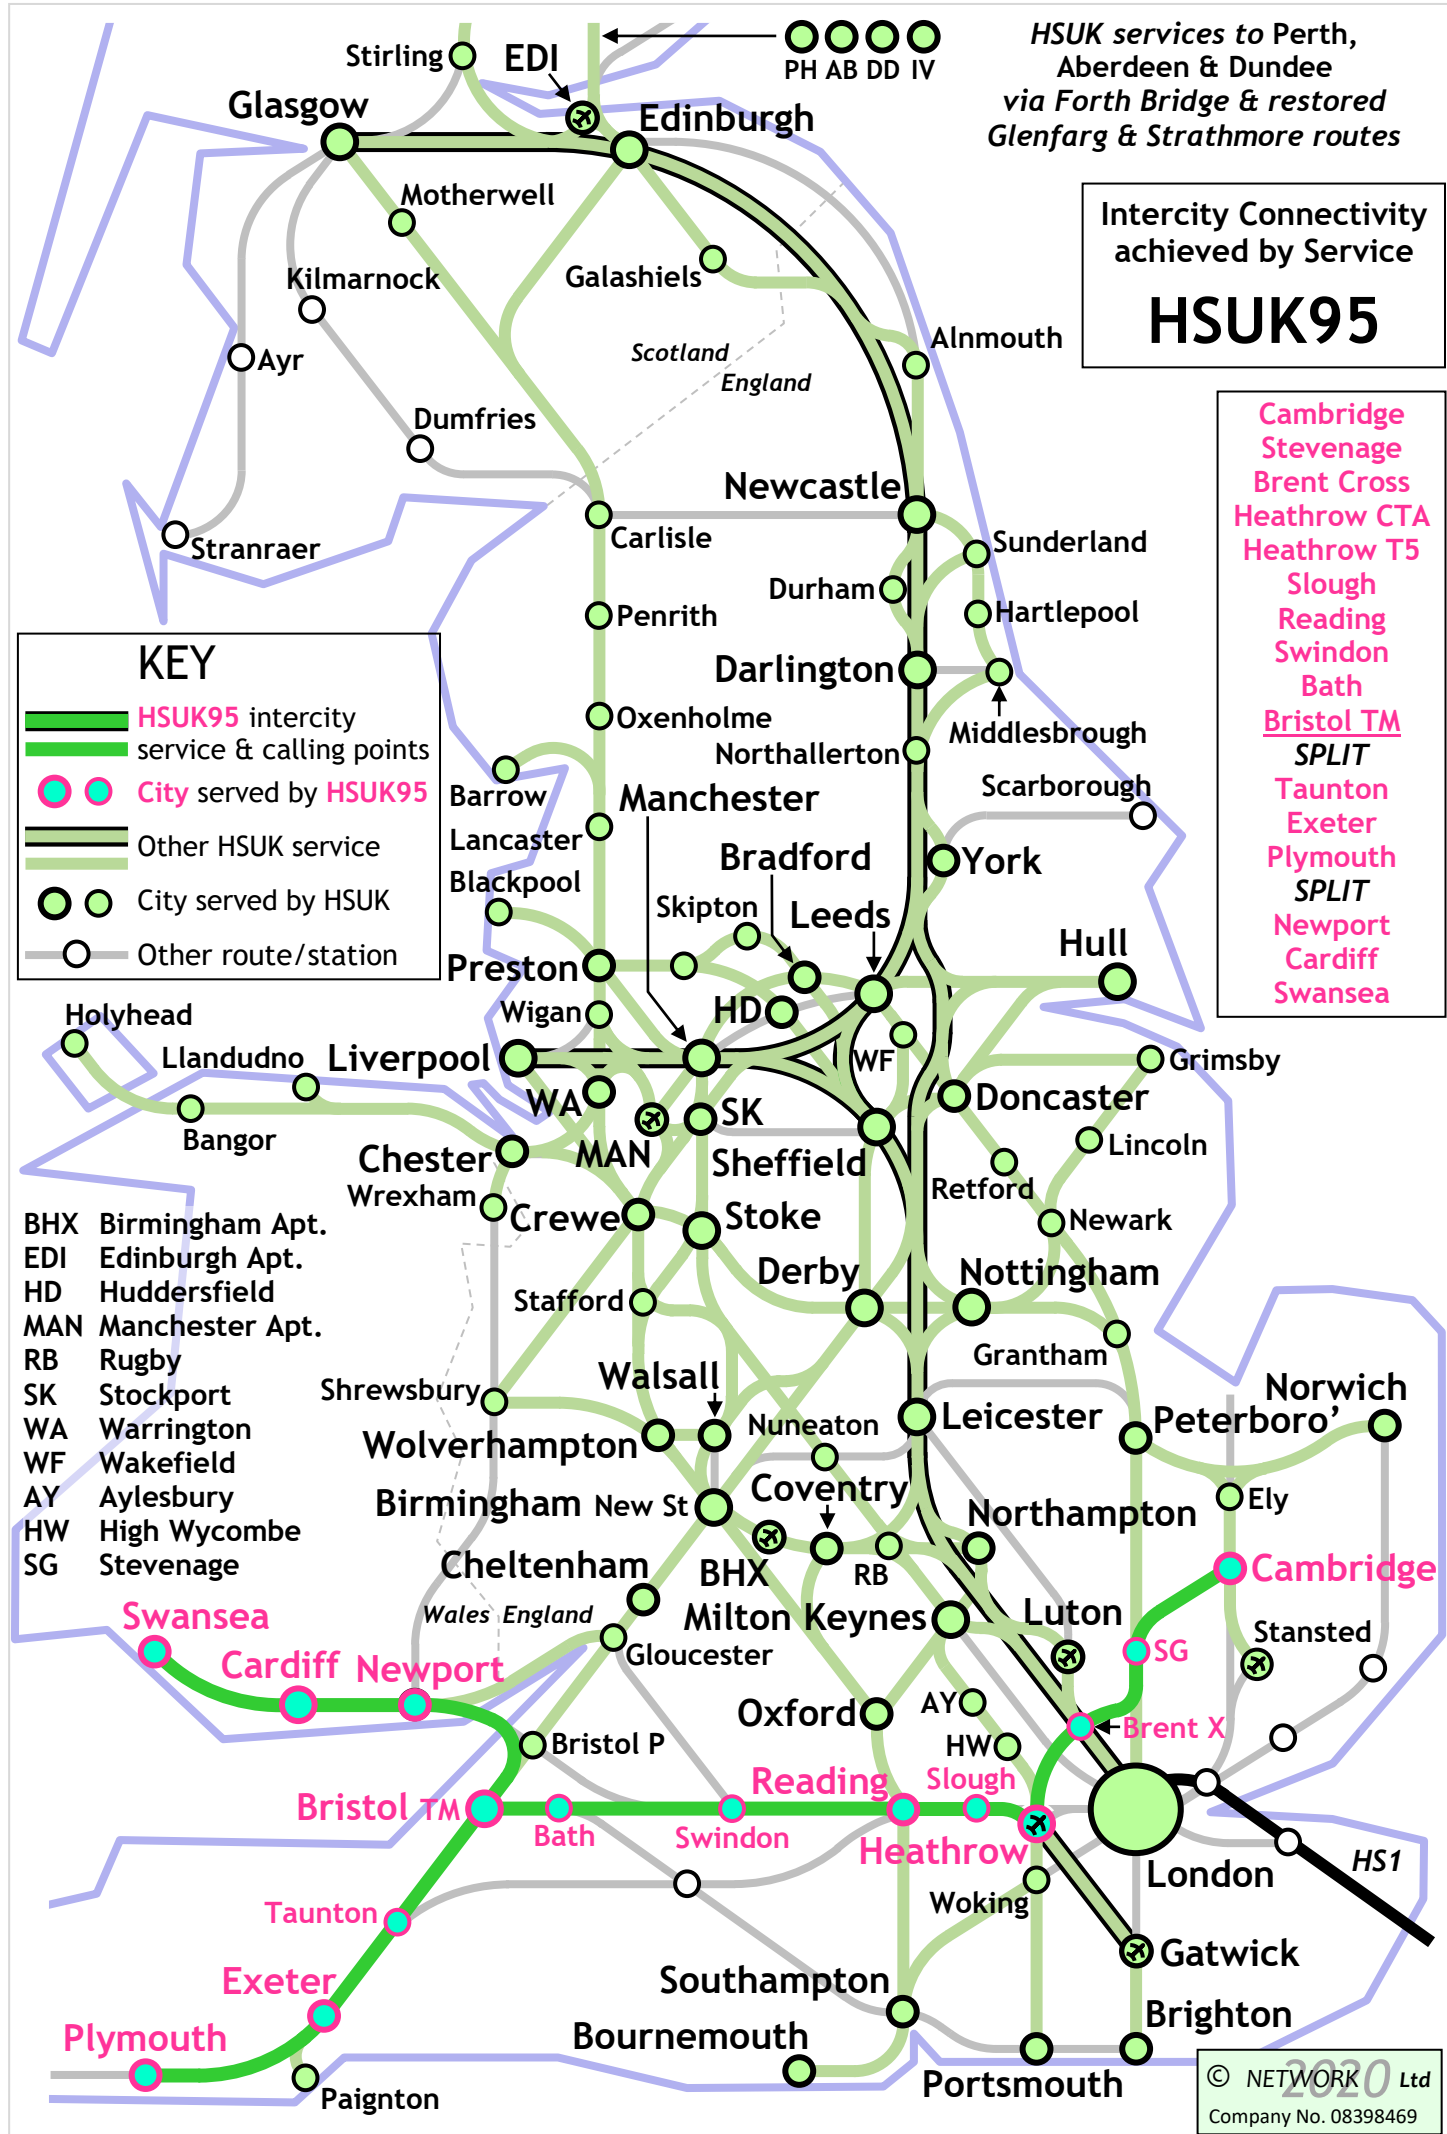 Stirling
EDI
PH AB DD IV
HSUK services to Perth,
Aberdeen & Dundee
via Forth Bridge & restored
Glenfarg & Strathmore routes
Glasgow
Edinburgh
Intercity Connectivity
achieved by Service
HSUK95
Motherwell
Galashiels
Kilmarnock
Ayr
Scotland
England
Alnmouth
Dumfries
Newcastle
Carlisle
Stranraer
Sunderland
Durham
Hartlepool
Penrith
Darlington
Middlesbrough
Oxenholme
Northallerton
Scarborough
Barrow
Manchester
Lancaster
Bradford
York
Blackpool
Skipton
Leeds
Hull
Preston
Wigan
HD
WF
Cambridge
Stevenage
Brent Cross
Heathrow CTA
Heathrow T5
Slough
Reading
Swindon
Bath
Bristol TM
SPLIT
Taunton
Exeter
Plymouth
SPLIT
Newport
Cardiff
Swansea
KEY
HSUK95 intercity
service & calling points
City served by HSUK95
Other HSUK service
City served by HSUK
Other route/station
Holyhead
Llandudno
Liverpool
Grimsby
Bangor
WA
MAN
SK
Doncaster
Chester
Sheffield
Lincoln
Wrexham
Retford
Crewe
Stoke
Newark
BHX Birmingham Apt.
EDI Edinburgh Apt.
HD Huddersfield
MAN Manchester Apt.
RB Rugby
SK Stockport
WA Warrington
WF Wakefield
AY Aylesbury
HW High Wycombe
SG Stevenage
Derby
Nottingham
Stafford
Grantham
Shrewsbury
Walsall
Norwich
Nuneaton
Leicester
Peterboro’
Wolverhampton
Coventry
Birmingham New St
Northampton
Ely
Cheltenham
BHX
RB
Cambridge
Swansea
Wales England
Milton Keynes
Luton
SG
Stansted
Cardiff
Newport
Gloucester
Oxford
AY
Brent X
Bristol P
HW
Reading
Slough
Bristol TM
Bath
Swindon
Heathrow
London
HS1
Taunton
Woking
Gatwick
Exeter
Southampton
Brighton
Plymouth
Bournemouth
Portsmouth
Paignton
© NETWORK 2020 Ltd
Company No. 08398469